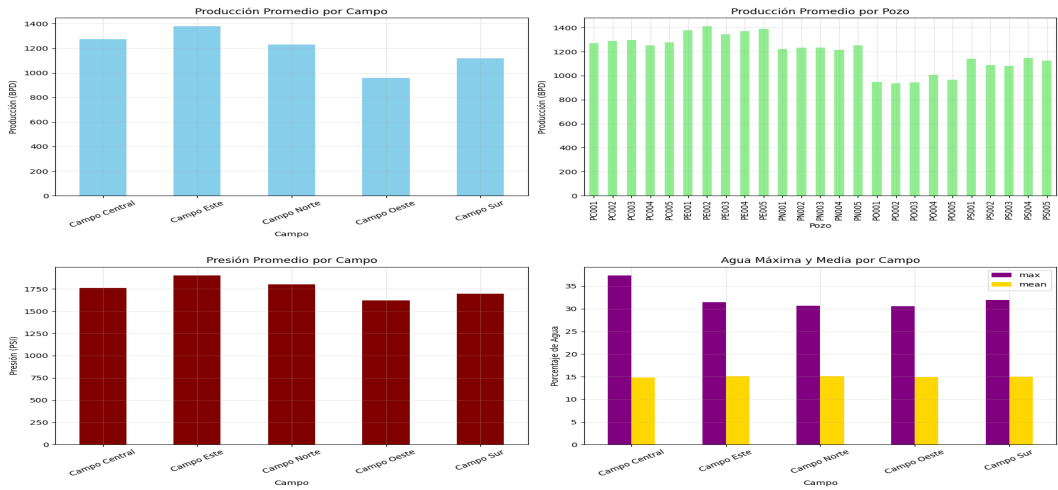 Producción Promedio por Campo
Producción (BPD)
1400
1200
1000
800
600
400
200
0
Campo Central
Campo Este
Campo Norte
Campo Oeste
Campo Sur
Campo
Producción Promedio por Pozo
Producción (BPD)
1400
1200
1000
800
600
400
200
0
PC001
PC002
PC003
PC004
PC005
PE001
PE002
PE003
PE004
PE005
PN001
PN002
PN003
PN004
PN005
PO001
PO002
PO003
PO004
PO005
PS001
PS002
PS003
PS004
PS005
Pozo
Presión Promedio por Campo
Presión (PSI)
1750
1500
1250
1000
750
500
250
0
Campo Central
Campo Este
Campo Norte
Campo Oeste
Campo Sur
Campo
Agua Máxima y Media por Campo
Porcentaje de Agua
35
30
25
20
15
10
5
0
max
mean
Campo Central
Campo Este
Campo Norte
Campo Oeste
Campo Sur
Campo